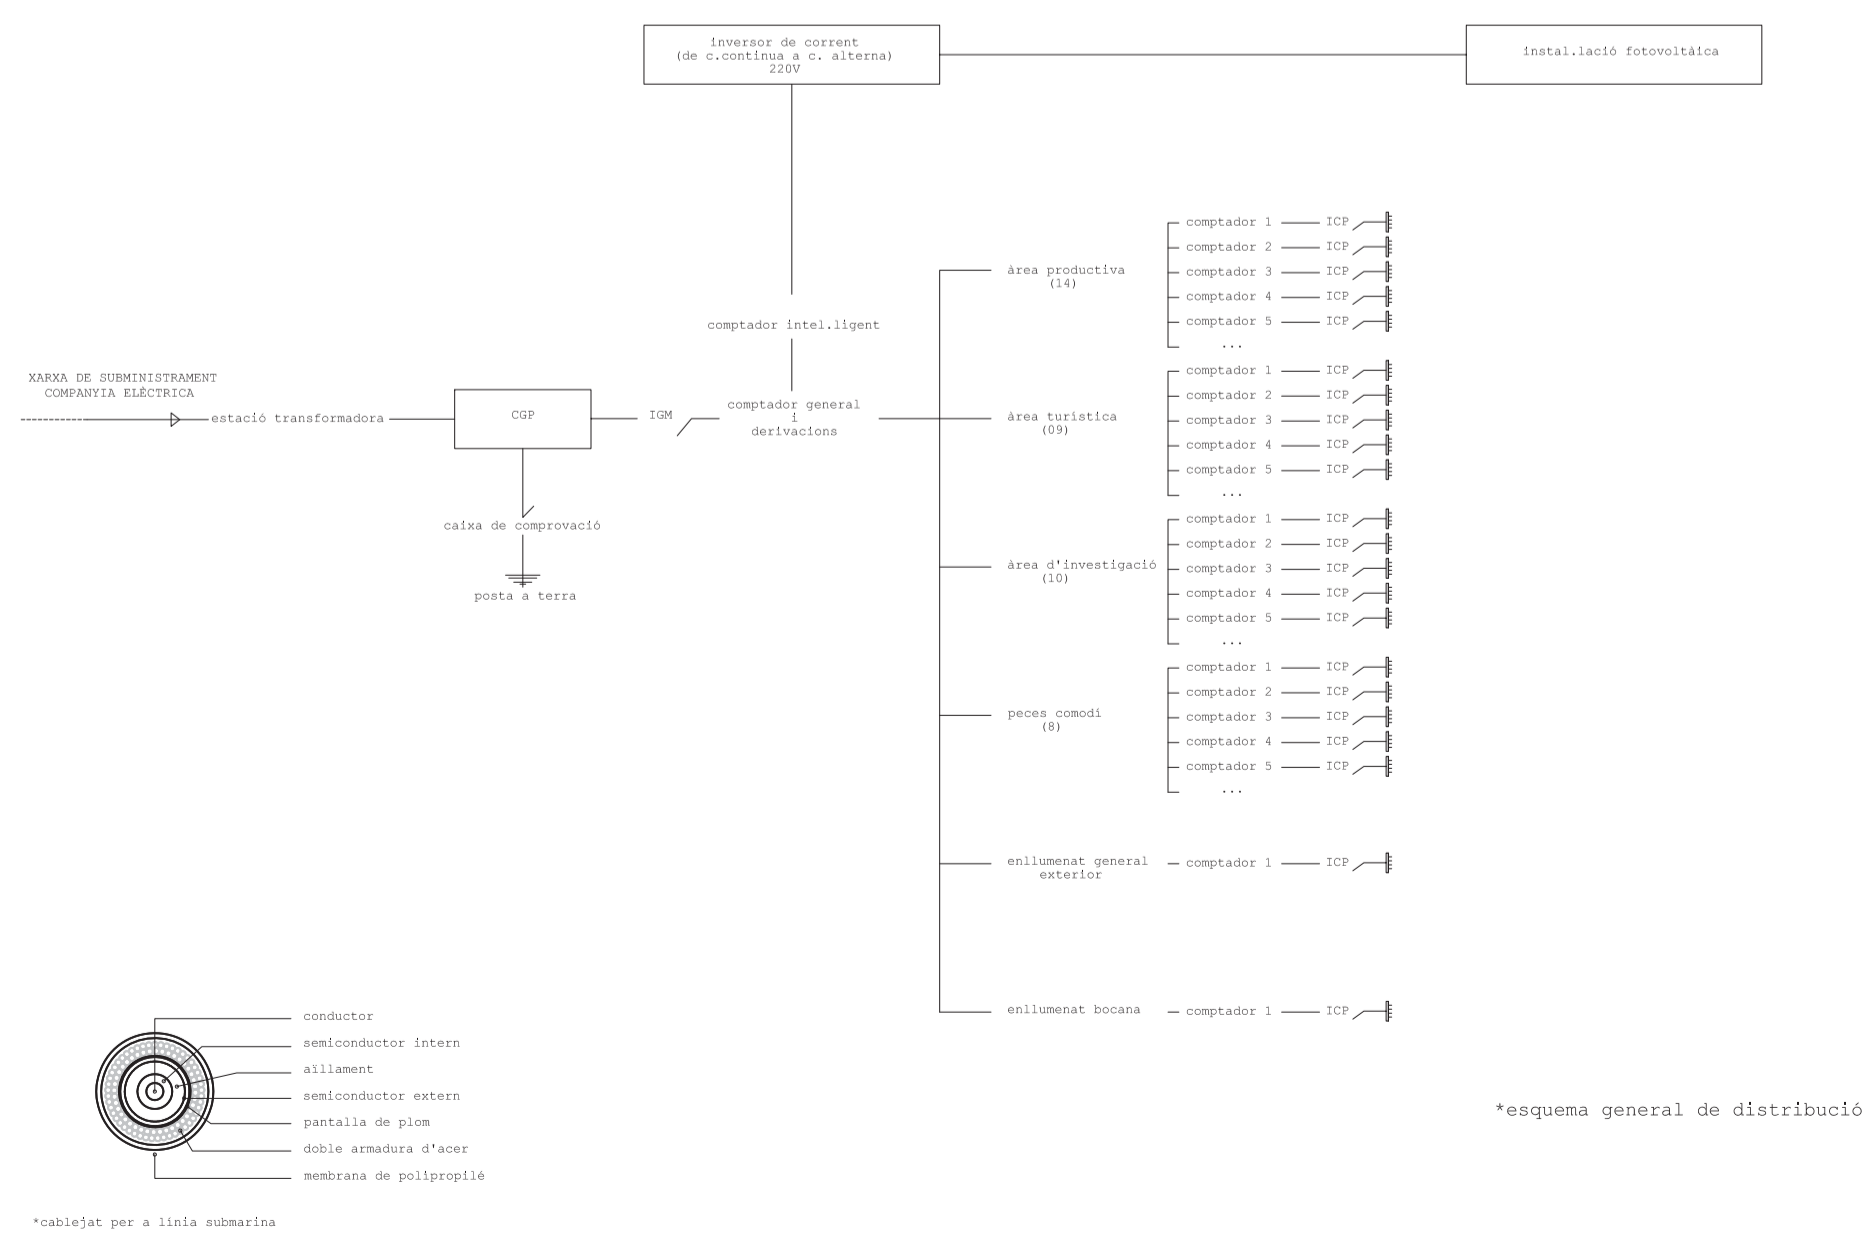 inversor de corrent
(de c.continua a c. alterna)
220V
instal.lació fotovoltàica
comptador intel.ligent
XARXA DE SUBMINISTRAMENT
COMPANYIA ELÈCTRICA
estació transformadora
CGP
IGM
comptador general
i
derivacions
caixa de comprovació
posta a terra
àrea productiva
(14)
comptador 1 ICP
comptador 2 ICP
comptador 3 ICP
comptador 4 ICP
comptador 5 ICP
...
àrea turística
(09)
comptador 1 ICP
comptador 2 ICP
comptador 3 ICP
comptador 4 ICP
comptador 5 ICP
...
àrea d'investigació
(10)
comptador 1 ICP
comptador 2 ICP
comptador 3 ICP
comptador 4 ICP
comptador 5 ICP
...
peces comodí
(8)
comptador 1 ICP
comptador 2 ICP
comptador 3 ICP
comptador 4 ICP
comptador 5 ICP
...
enllumenat general
exterior
comptador 1 ICP
enllumenat bocana
comptador 1 ICP
conductor
semiconductor intern
aïllament
semiconductor extern
pantalla de plom
doble armadura d'acer
membrana de polipropilé
*cablejat per a línia submarina
*esquema general de distribució